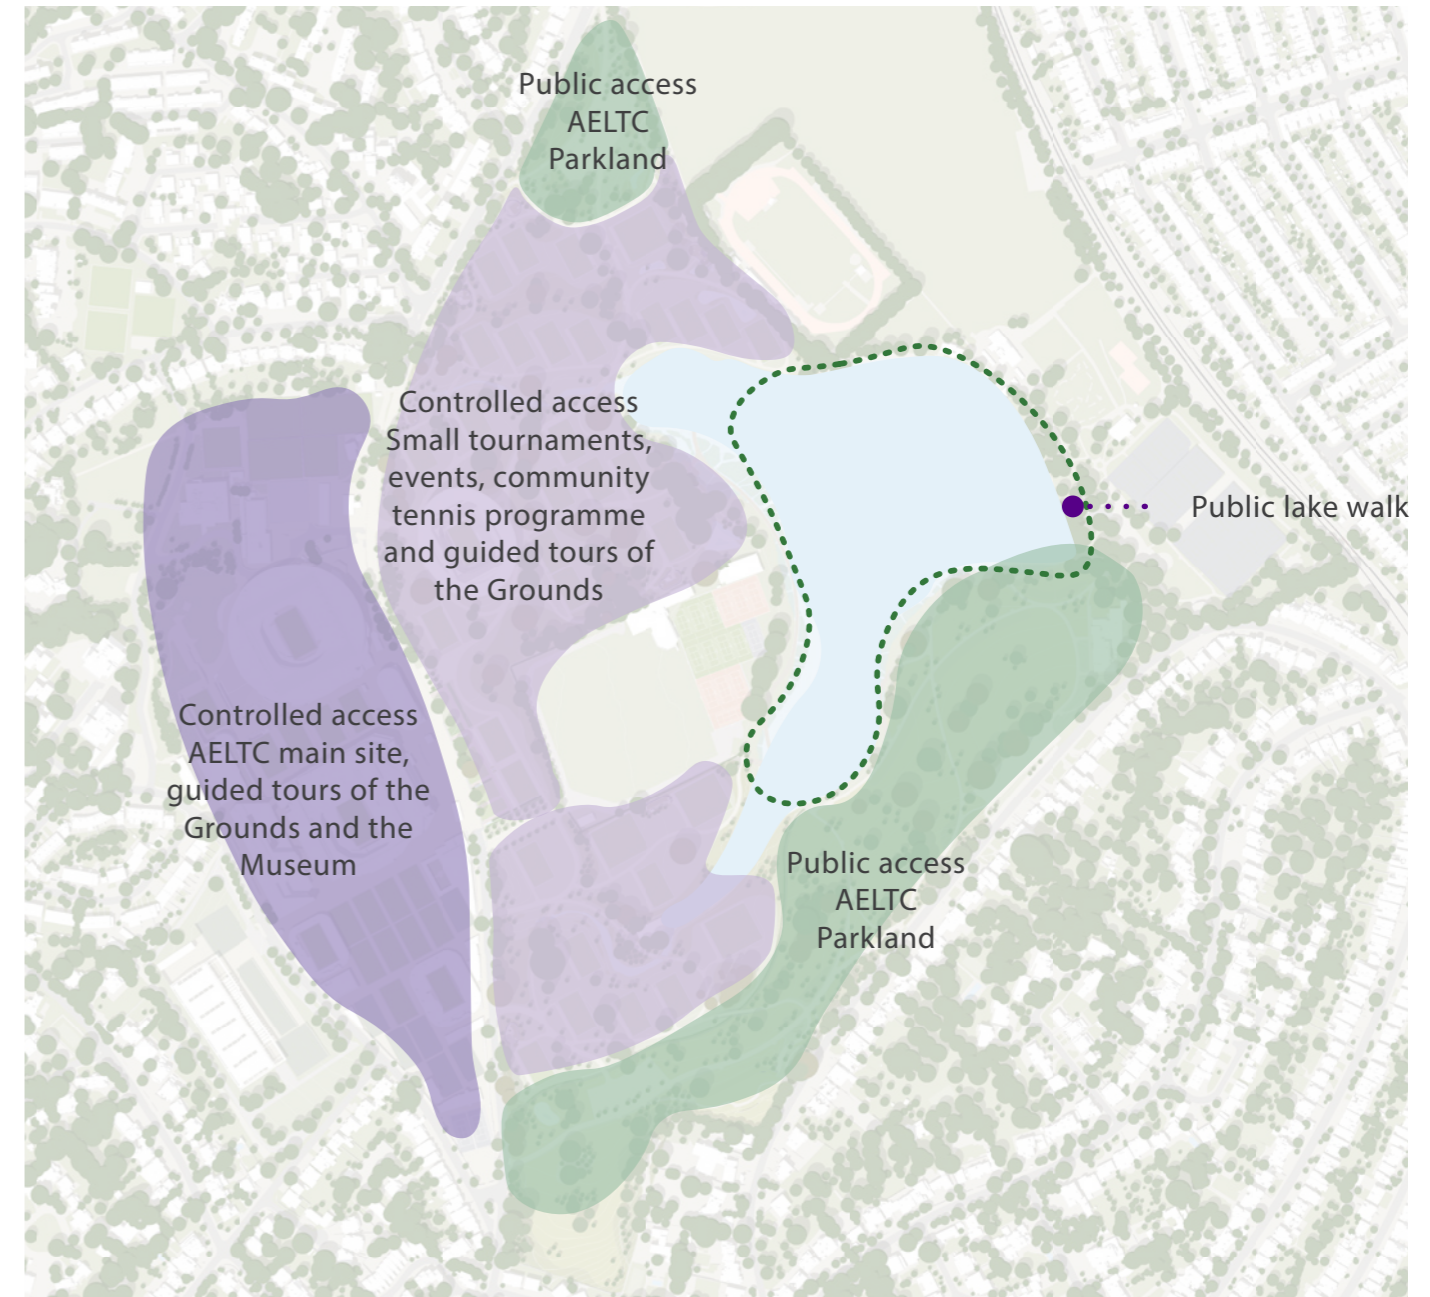 Public access
AELTC
Parkland
Controlled access
Small tournaments,
events, community
tennis programme
and guided tours of
the Grounds
Public lake walk
Controlled access
AELTC main site,
guided tours of the
Grounds and the
Museum
Public access
AELTC
Parkland